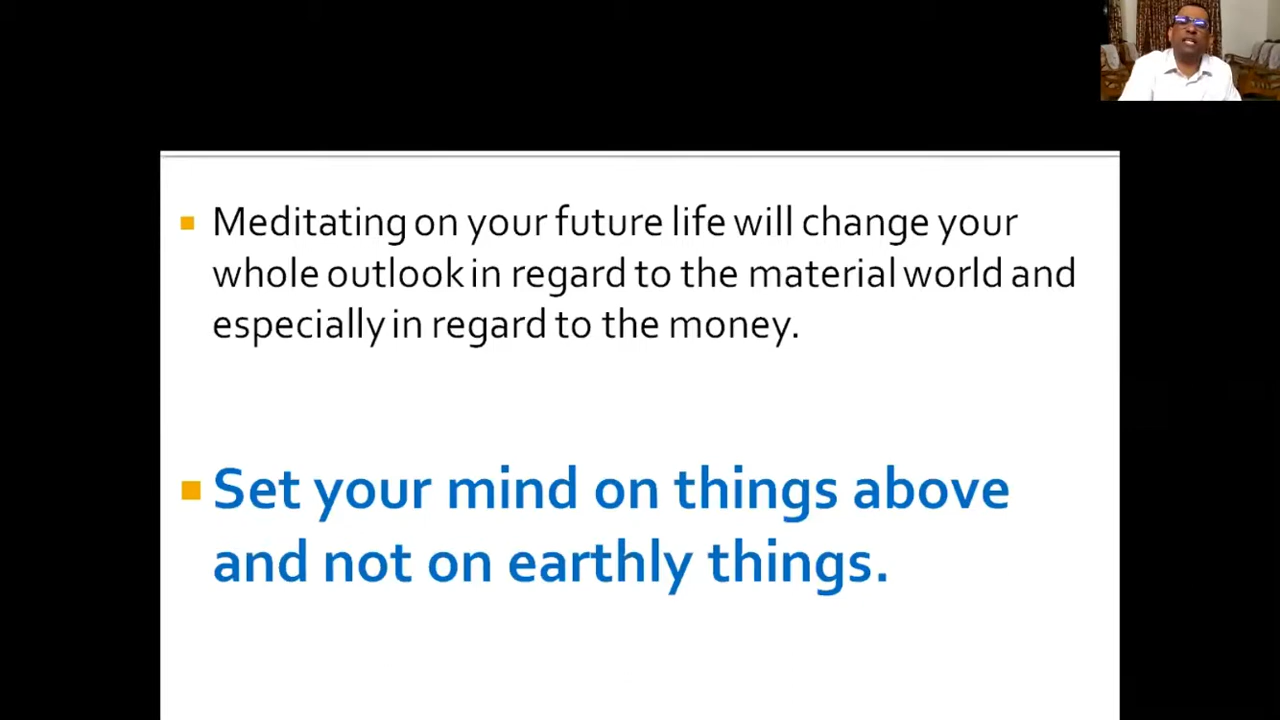 Meditating on your future life will change your
whole outlook in regard to the material world and
especially in regard to the money.
Set your mind on things above
and not on earthly things.